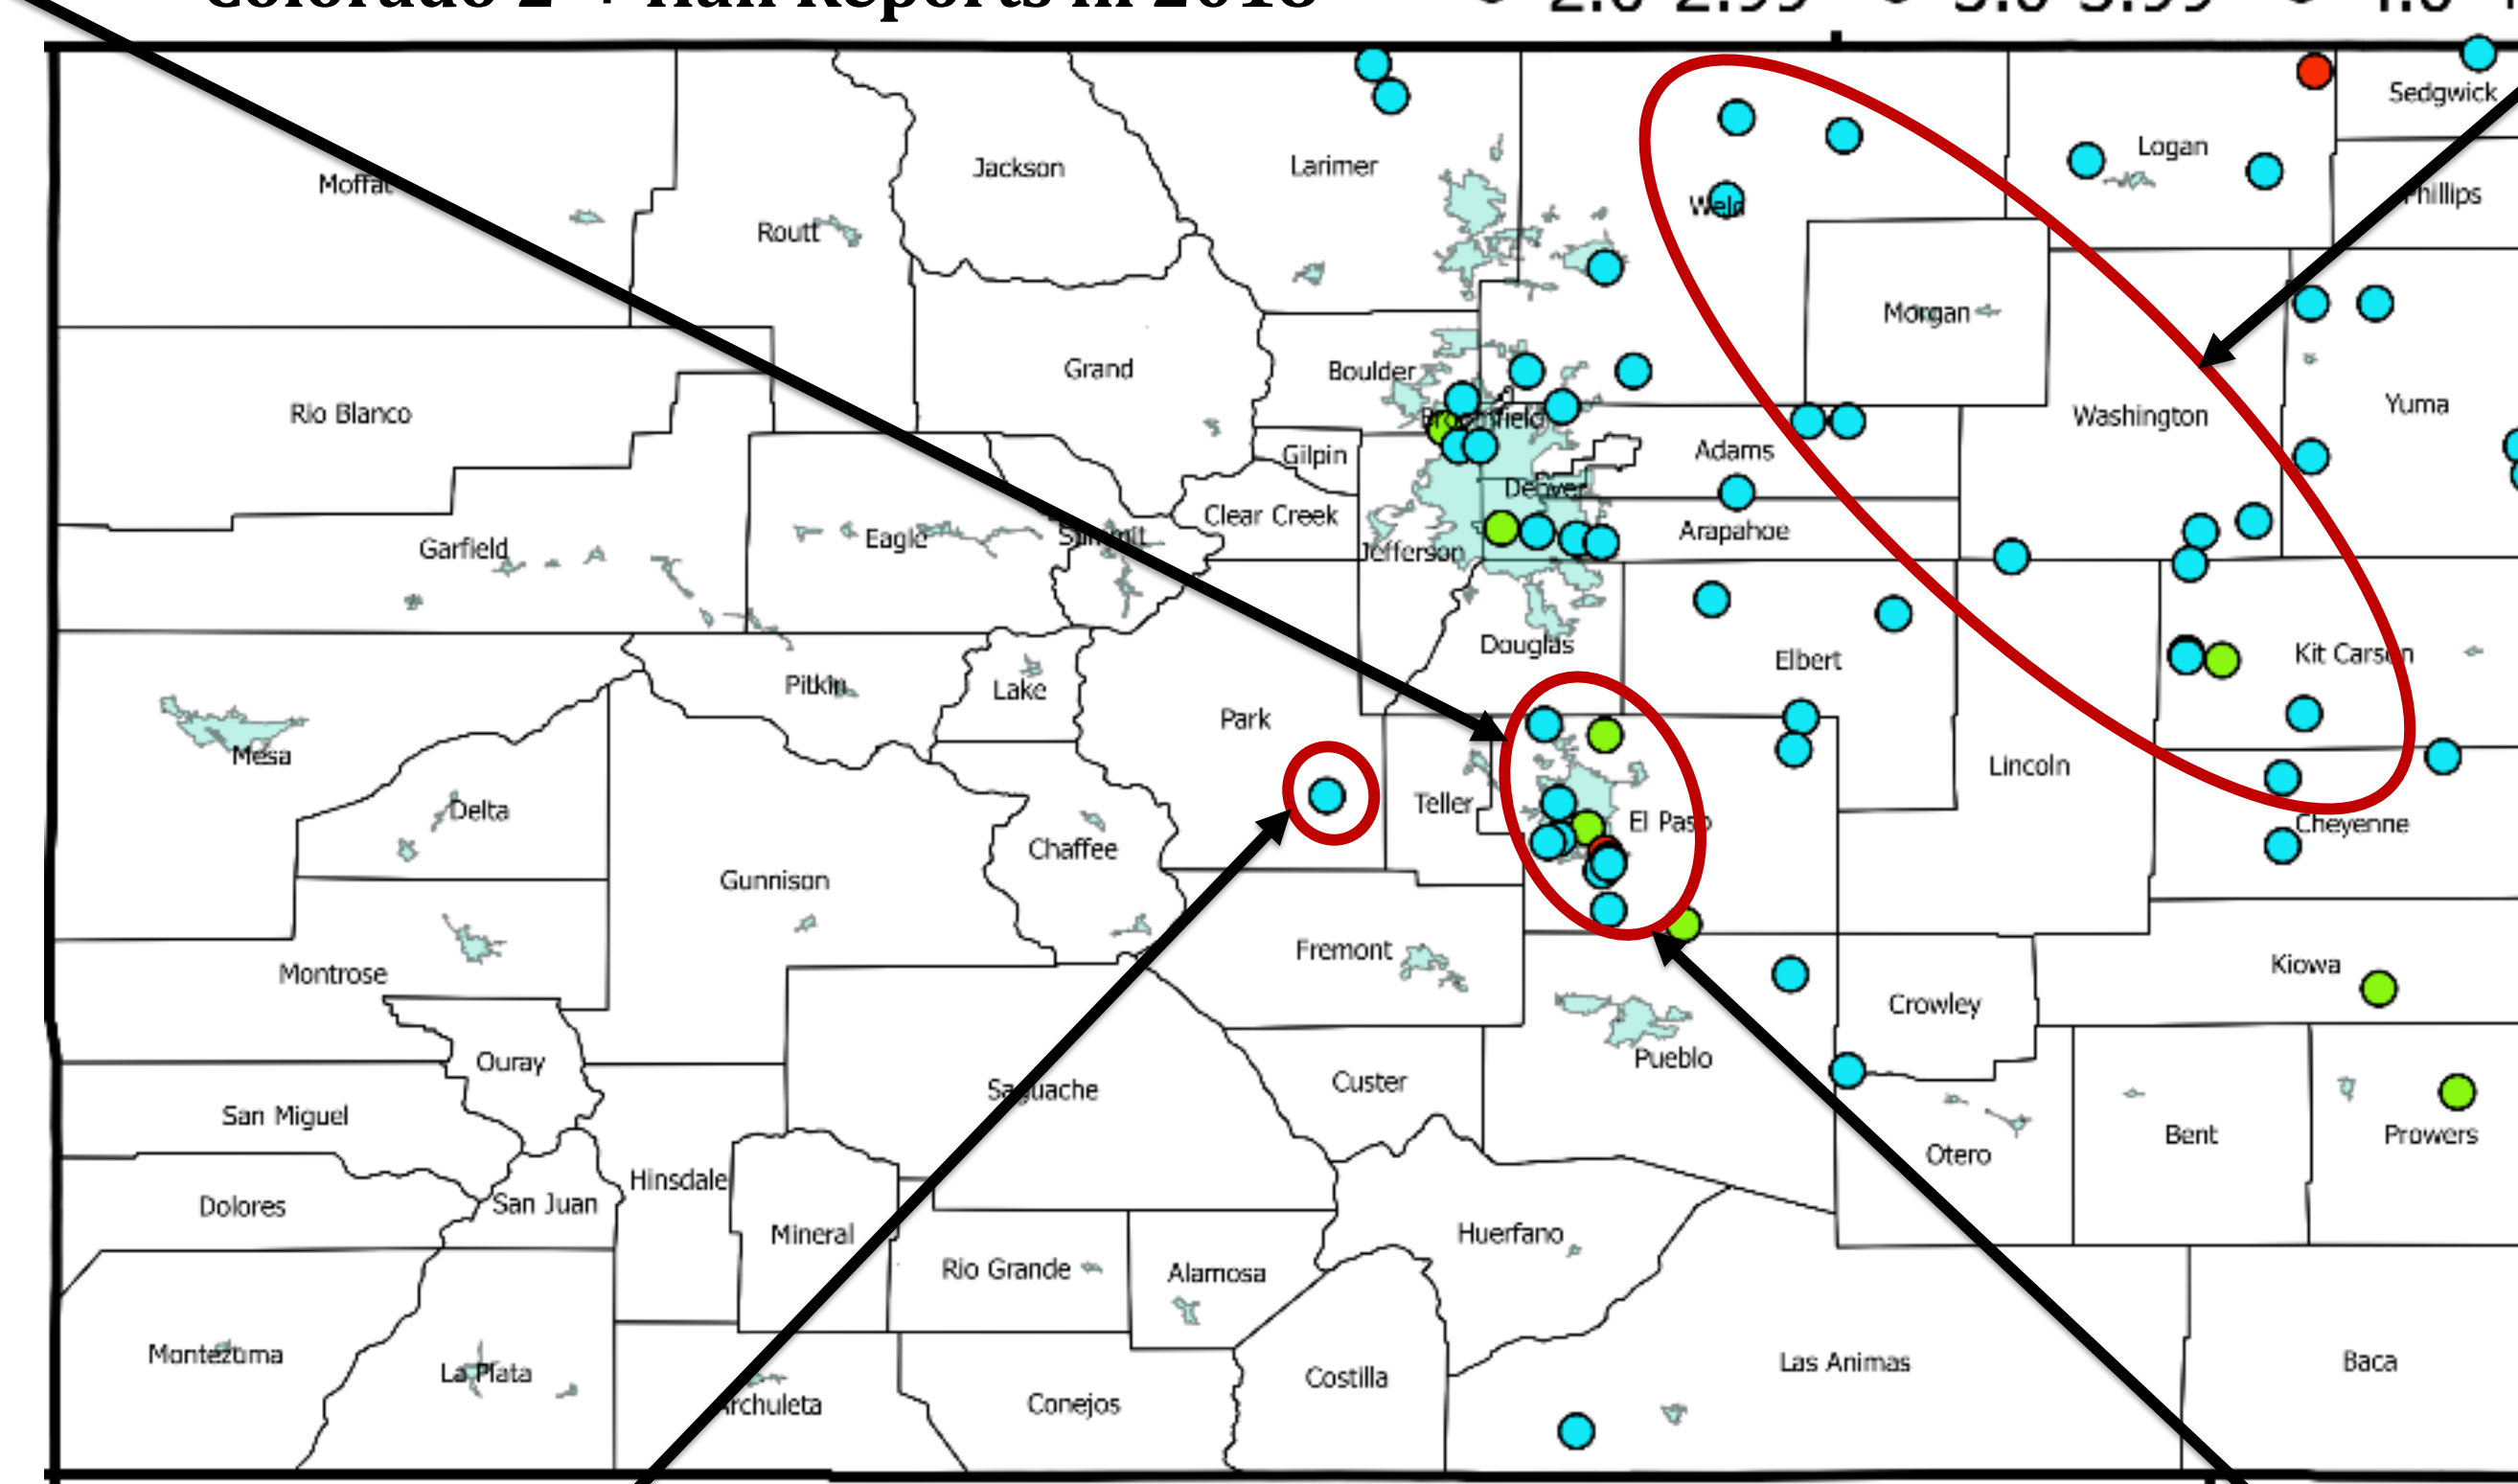 Colorado 2"+ Hail Reports in 2018
2.0-2.99 3.0-3.99
Sedgwick
Logan
Jackson
Larimer
Moffat
Phillips
Weld
Routt
Morgan
Grand
Boulder
Yuma
Rio Blanco
Washington
Broomfield
Adams
Gilpin
Denver
Clear Creek
Arapahoe
Eagle
Summit
Garfield
Jefferson
Douglas
Kit Carson
Elbert
Pitkin
Lake
Park
Mesa
Lincoln
Teller
Delta
El Paso
Cheyenne
Chaffee
Gunnison
Fremont
Kiowa
Montrose
Crowley
Pueblo
Ouray
Custer
Saguache
San Miguel
Bent
Prowers
Otero
Hinsdale
San Juan
Dolores
Mineral
Huerfano
Rio Grande
Alamosa
Montezuma
Las Animas
Baca
La Plata
Costilla
Archuleta
Conejos